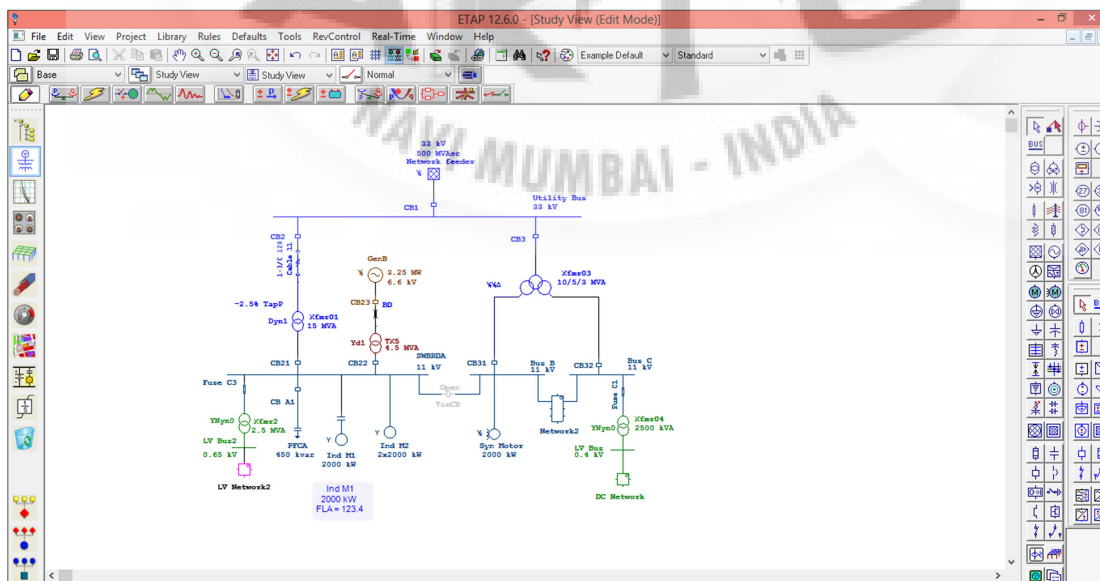 ETAP 12.6.0 - [Study View (Edit Mode)]
File Edit View Project Library Rules Defaults Tools RevControl Real-Time Window Help
Example Default Standard
Base Study View Study View Normal
NAVI MUMBAI - INDIA
33 kV
500 MVAsc
Network feeder
CB1
Utility Bus
33 kV
CB2
CB3
1-3/C 120
Cable 11
GenB
3.25 MW
6.6 kV
Xfmr03
10/5/3 MVA
-2.5% TapP
CB23 BD
Dyn1
Xfmr01
15 MVA
Yd1
TX5
4.5 MVA
CB21
CB22
SWBRDA
11 kV
CB31
Bus B
11 kV
CB32
Bus C
11 kV
Fuse C3
Open
TieCB
Fuse C1
CB A1
YNyn0
Xfmr2
2.5 MVA
Network2
YNyn0
Xfmr04
2500 kVA
LV Bus2
0.65 kV
PFCA
450 kvar
Ind M1
2000 kW
Ind M2
2x2000 kW
Syn Motor
2000 kW
LV Bus
0.4 kV
LV Network2
DC Network
Ind M1
2000 kW
FLA = 123.4
BUS